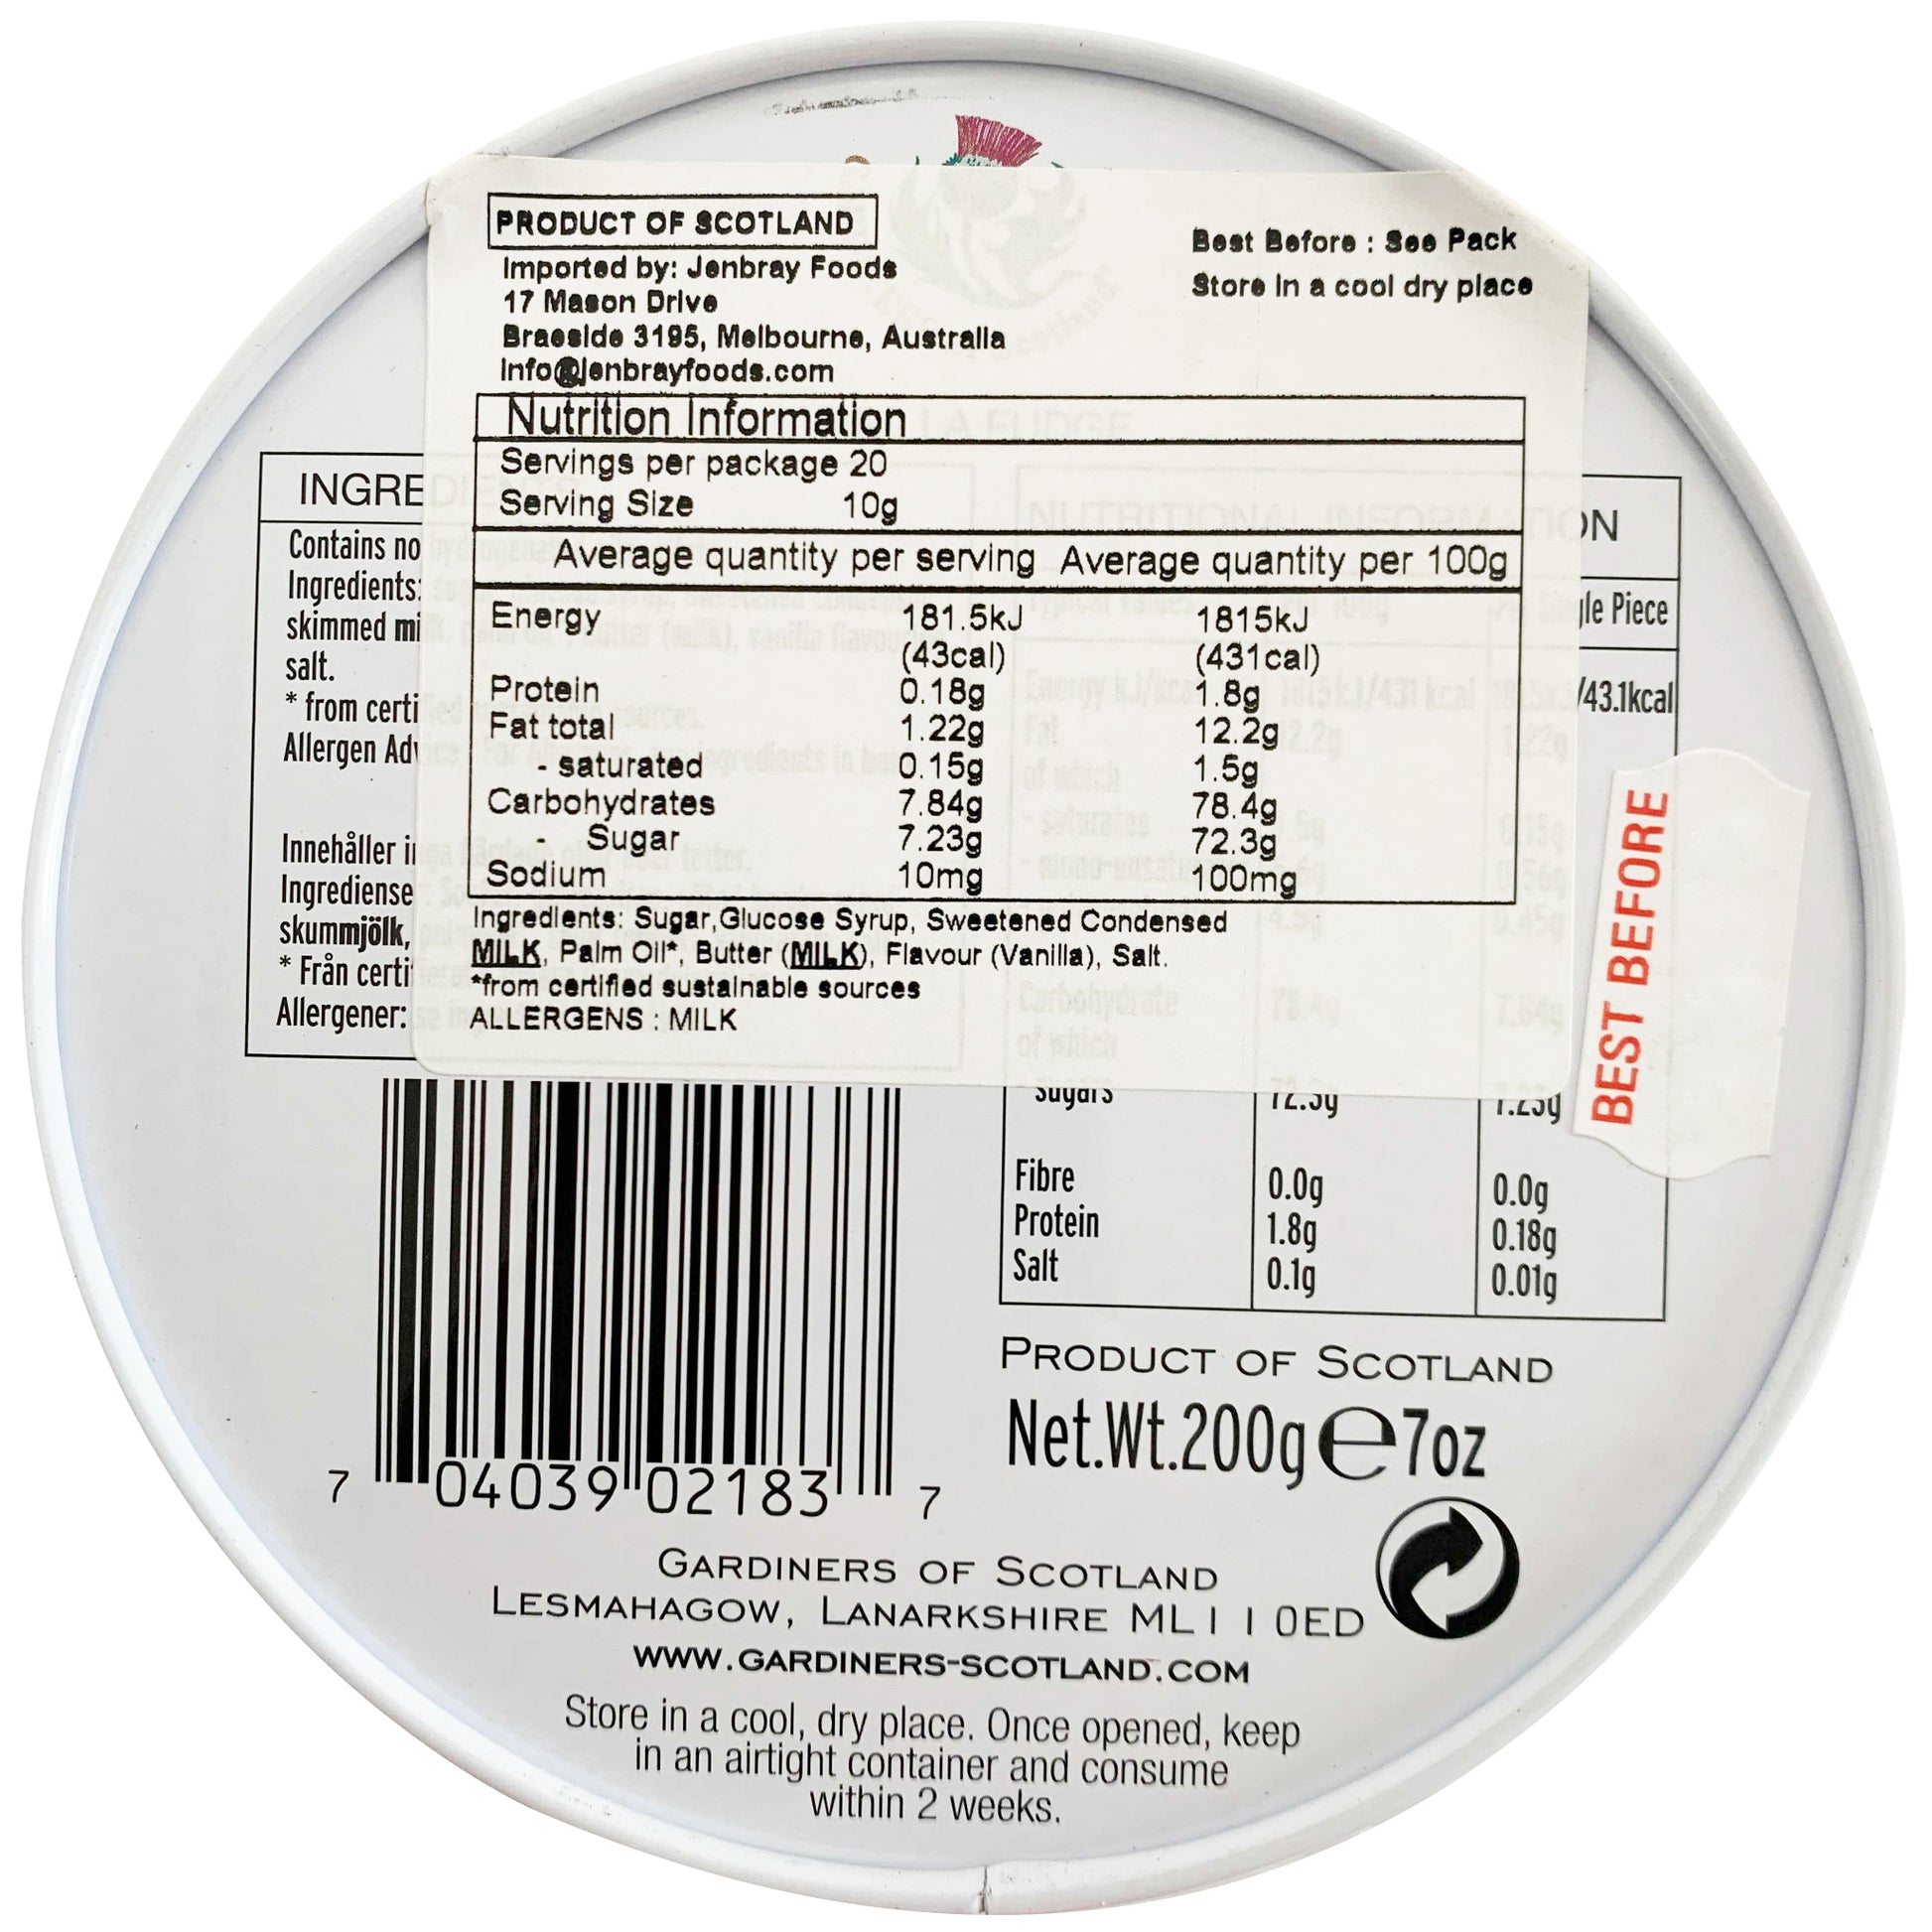 PRODUCT OF SCOTLAND
Imported by: Jenbray Foods
17 Mason Drive
Braeside 3195, Melbourne, Australia
Info@jenbrayfoods.com
Best Before : See Pack
Store in a cool dry place
Nutrition Information
Servings per package 20
Serving Size 10g
Average quantity per serving Average quantity per 100g
Energy 181.5kJ 1815kJ
(43cal) (431cal)
Protein 0.18g 1.8g
Fat total 1.22g 12.2g
- saturated 0.15g 1.5g
Carbohydrates 7.84g 78.4g
- Sugar 7.23g 72.3g
Sodium 10mg 100mg
Ingredients: Sugar, Glucose Syrup, Sweetened Condensed
MILK, Palm Oil*, Butter (MILK), Flavour (Vanilla), Salt.
*from certified sustainable sources
ALLERGENS : MILK
INGRE
Contains no
Ingredients:
skimmed mi
salt.
* from certi
Allergen Adv
Innehåller in
Ingrediense
skummjölk,
* Från certi
Allergener:
ON
gle Piece
/43.1kcal
BEST BEFORE
sugars 72.3g 7.23g
Fibre 0.0g 0.0g
Protein 1.8g 0.18g
Salt 0.1g 0.01g
PRODUCT OF SCOTLAND
Net.Wt.200g e 7oz
7 04039 02183 7
GARDINERS OF SCOTLAND
LESMAHAGOW, LANARKSHIRE ML11 0ED
WWW.GARDINERS-SCOTLAND.COM
Store in a cool, dry place. Once opened, keep
in an airtight container and consume
within 2 weeks.